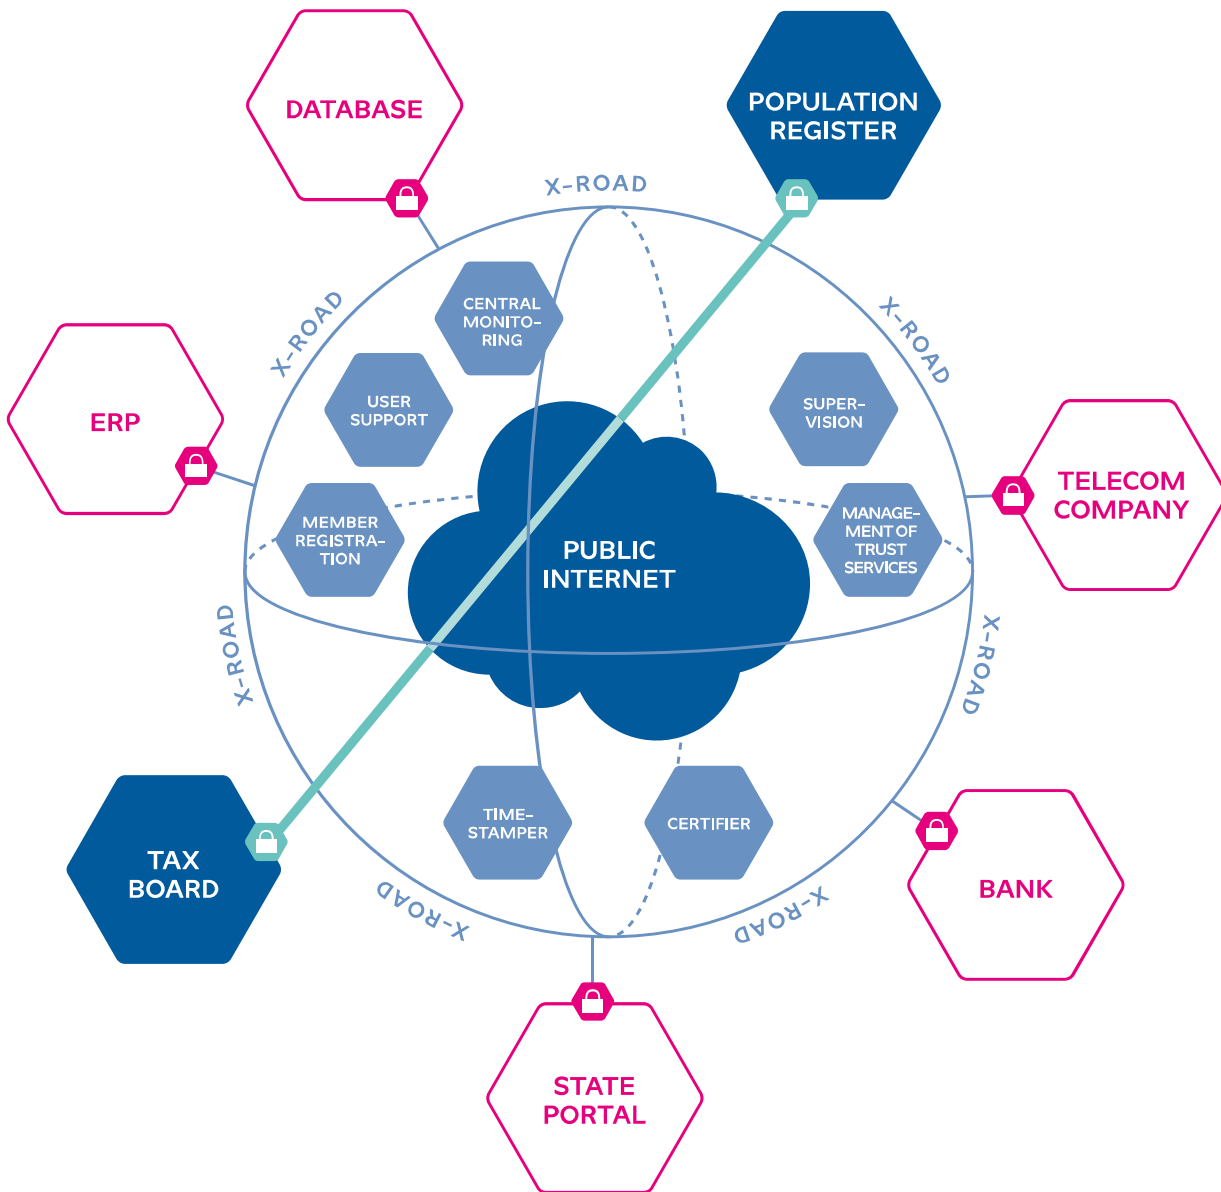 DATABASE
POPULATION
REGISTER
X-ROAD
X-ROAD
X-ROAD
CENTRAL
MONITO-
RING
USER
SUPPORT
SUPER-
VISION
ERP
TELECOM
COMPANY
MEMBER
REGISTRA-
TION
PUBLIC
INTERNET
MANAGE-
MENT OF
TRUST
SERVICES
X-ROAD
X-ROAD
TIME-
STAMPER
CERTIFIER
TAX
BOARD
BANK
X-ROAD
X-ROAD
STATE
PORTAL